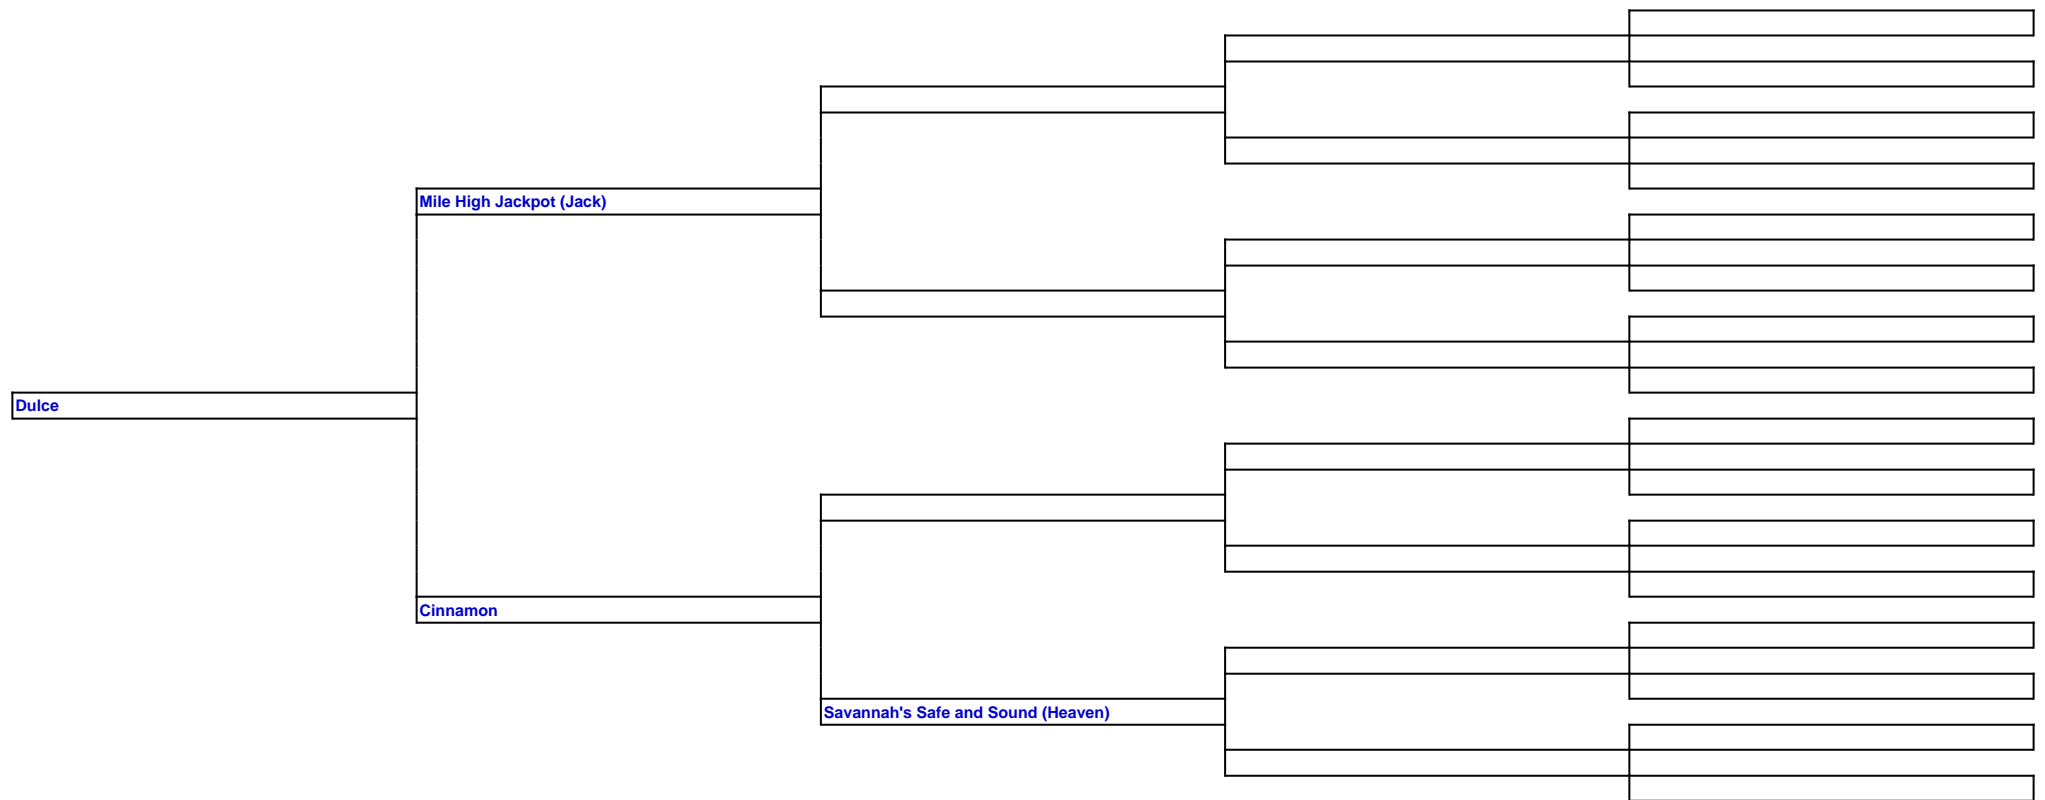 Mile High Jackpot (Jack)
Dulce
Cinnamon
Savannah's Safe and Sound (Heaven)